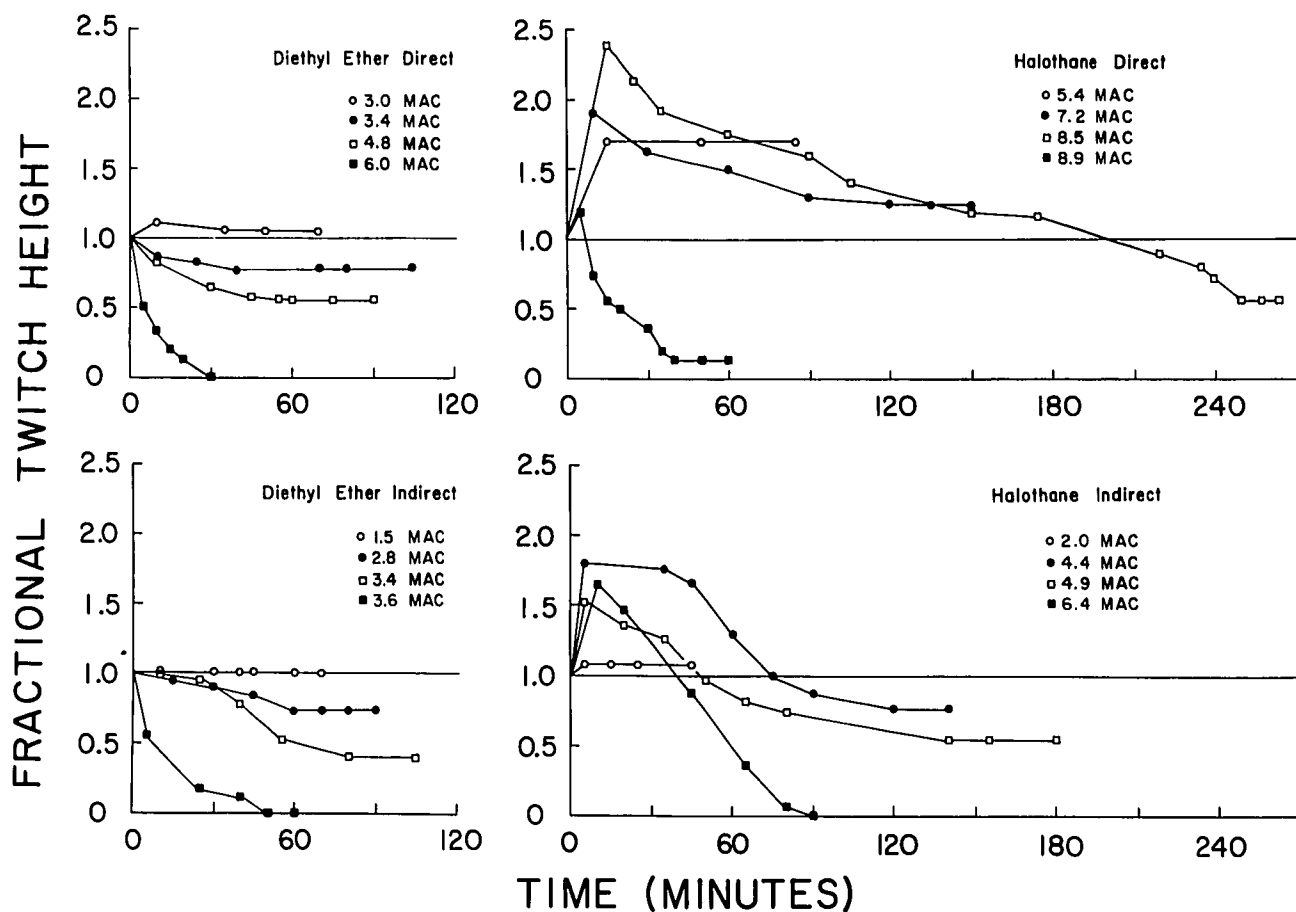 FRACTIONAL TWITCH HEIGHT
2.5
2.0
1.5
1.0
0.5
0
Diethyl Ether Direct
3.0 MAC
3.4 MAC
4.8 MAC
6.0 MAC
0 60 120
Halothane Direct
5.4 MAC
7.2 MAC
8.5 MAC
8.9 MAC
2.5
2.0
1.5
1.0
0.5
0
0 60 120 180 240
2.5
2.0
1.5
1.0
0.5
0
Diethyl Ether Indirect
1.5 MAC
2.8 MAC
3.4 MAC
3.6 MAC
0 60 120
Halothane Indirect
2.0 MAC
4.4 MAC
4.9 MAC
6.4 MAC
2.5
2.0
1.5
1.0
0.5
0
0 60 120 180 240
TIME (MINUTES)